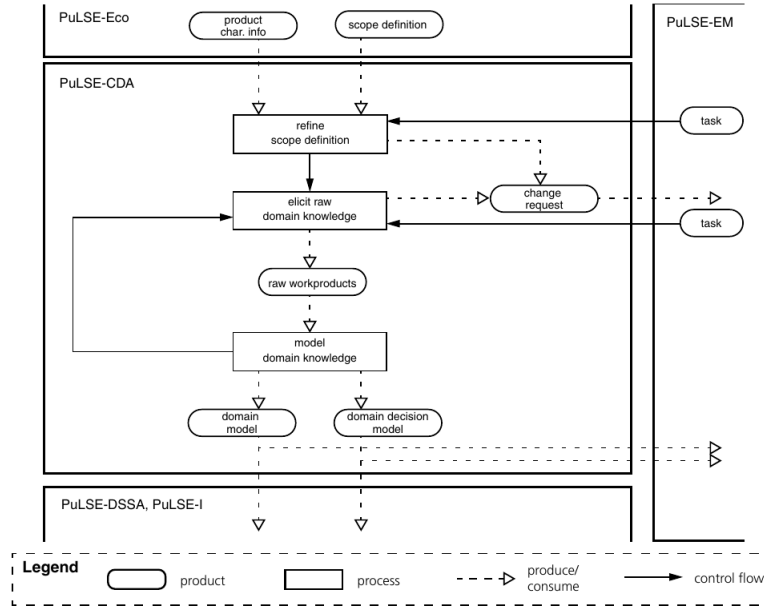 PuLSE-Eco
product
char. info
scope definition
PuLSE-EM
PuLSE-CDA
refine
scope definition
task
elicit raw
domain knowledge
change
request
task
raw workproducts
model
domain knowledge
domain
model
domain decision
model
PuLSE-DSSA, PuLSE-I
Legend
product
process
produce/
consume
control flow